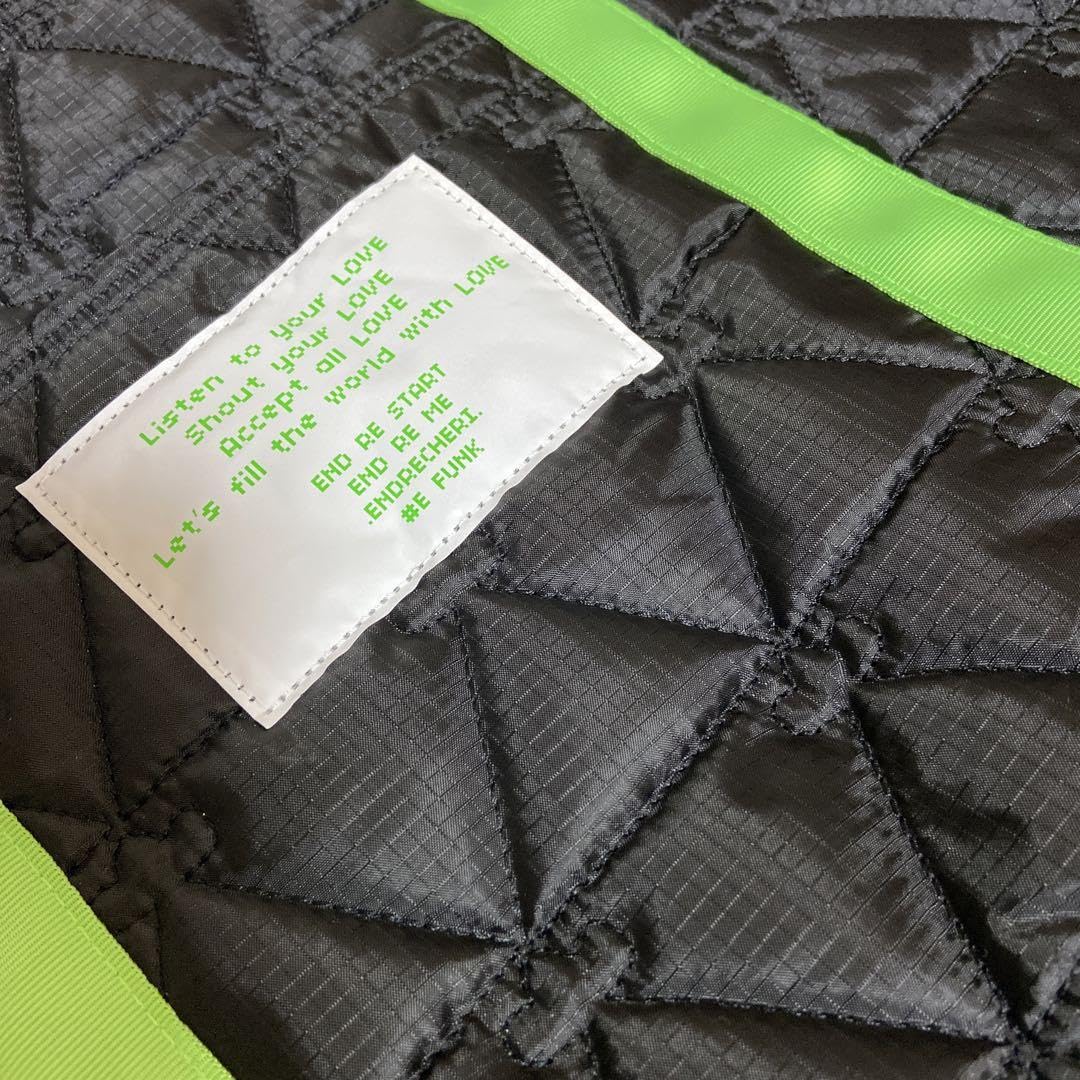 Listen to your LOVE
Shout your LOVE
Accept all LOVE
Let's fill the world with LOVE
END RE START
END RE ME
.ENDRECHERI.
#E FUNK